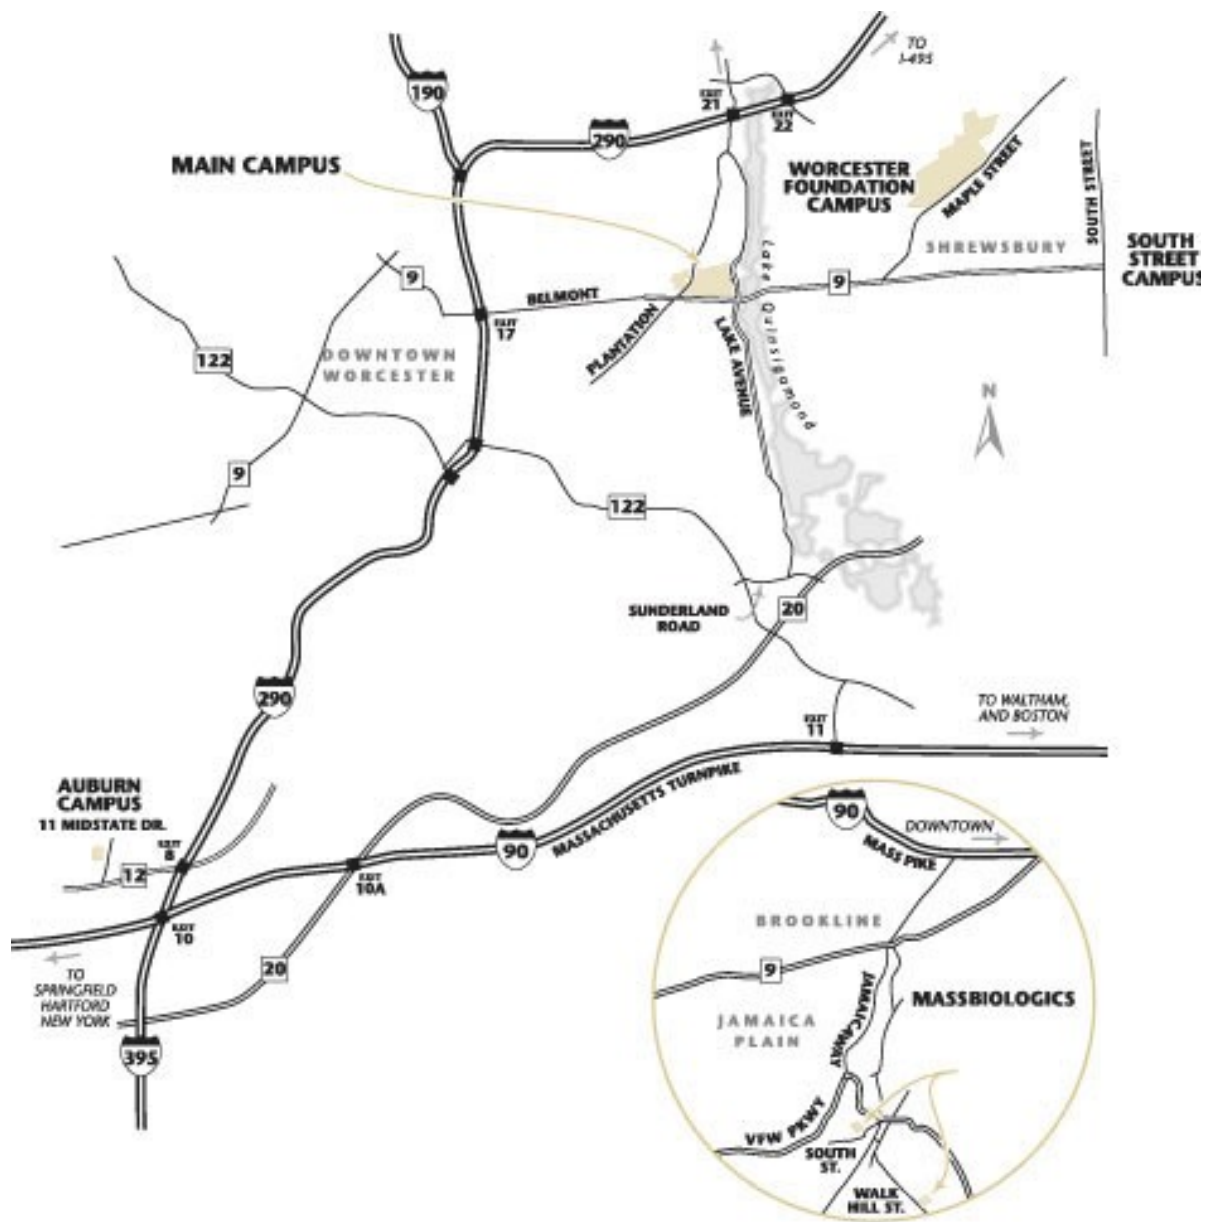 TO
I-495
190
EXIT
21
EXIT
22
290
MAIN CAMPUS
WORCESTER
FOUNDATION
CAMPUS
MAPLE STREET
SOUTH STREET
SHREWSBURY
SOUTH
STREET
CAMPUS
9
BELMONT
9
Lake Quinsigamond
EXIT
17
PLANTATION
LAKE AVENUE
122
DOWNTOWN
WORCESTER
N
9
122
SUNDERLAND
ROAD
20
290
TO WALTHAM,
AND BOSTON
EXIT
11
AUBURN
CAMPUS
11 MIDSTATE DR.
EXIT
8
12
MASSACHUSETTS TURNPIKE
90
EXIT
10A
EXIT
10
20
TO
SPRINGFIELD
HARTFORD
NEW YORK
395
90
DOWNTOWN
MASS PIKE
BROOKLINE
9
JAMAICAWAY
MASSBIOLOGICS
JAMAICA
PLAIN
VFW PKWY
SOUTH
ST.
WALK
HILL ST.